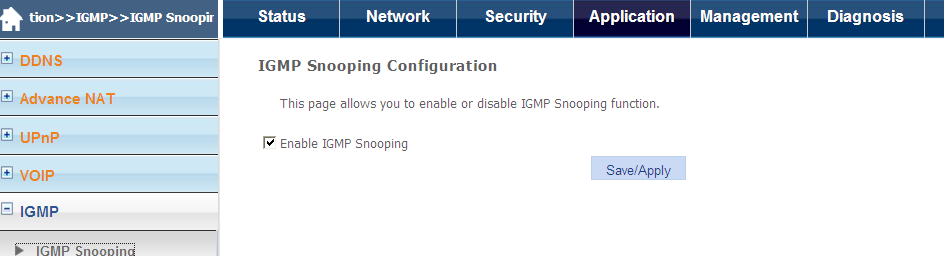 tion>>IGMP>>IGMP Snoopin
Status Network Security Application Management Diagnosis
DDNS
Advance NAT
UPnP
VOIP
IGMP
IGMP Snooping
IGMP Snooping Configuration
This page allows you to enable or disable IGMP Snooping function.
Enable IGMP Snooping
Save/Apply